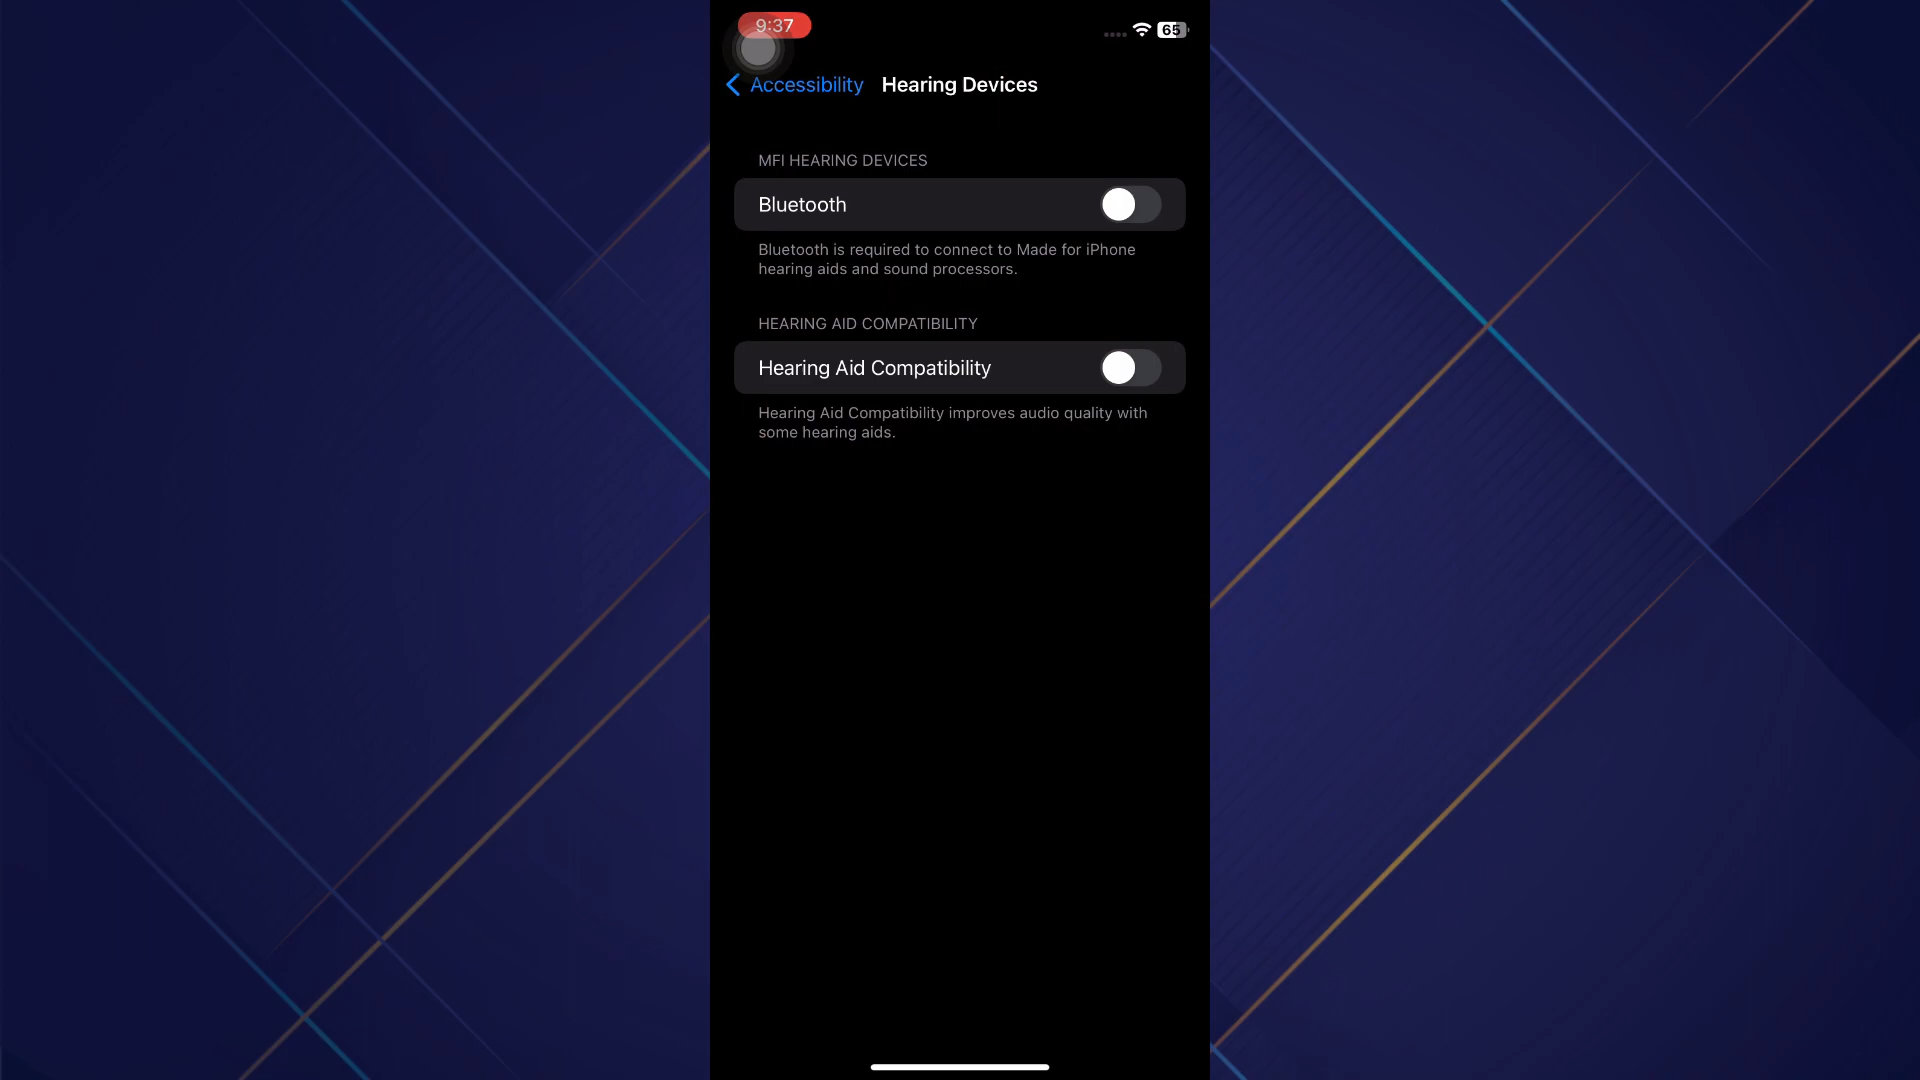 9:37
65
Accessibility Hearing Devices
MFI HEARING DEVICES
Bluetooth
Bluetooth is required to connect to Made for iPhone
hearing aids and sound processors.
HEARING AID COMPATIBILITY
Hearing Aid Compatibility
Hearing Aid Compatibility improves audio quality with
some hearing aids.